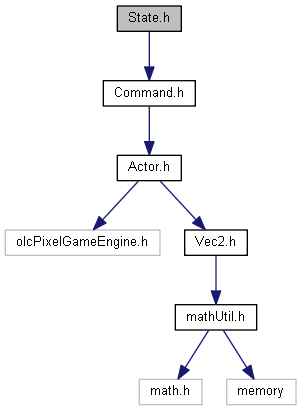 State.h
Command.h
Actor.h
olcPixelGameEngine.h
Vec2.h
mathUtil.h
math.h
memory